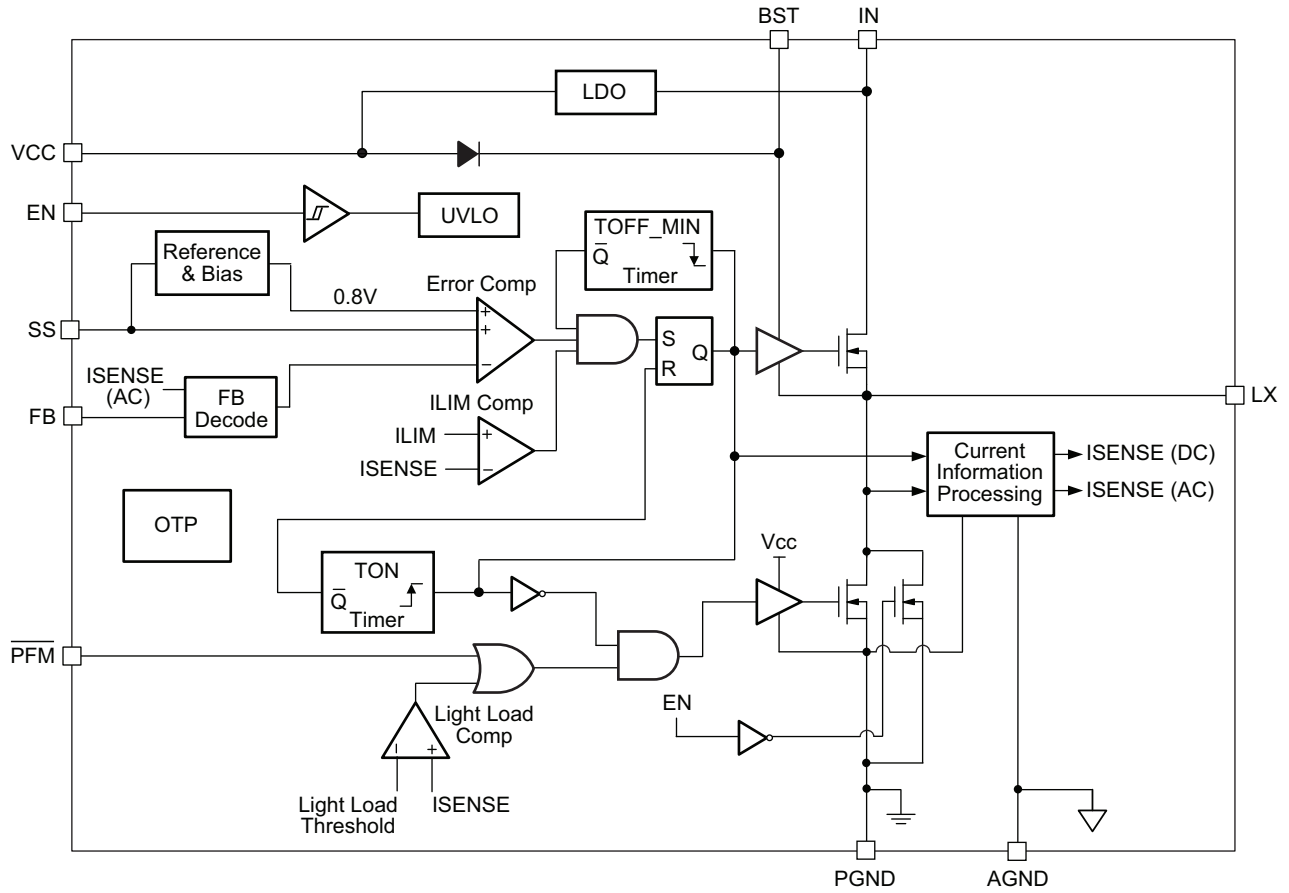 BST
IN
LDO
VCC
EN
UVLO
TOFF_MIN
Q̅
Timer
Reference
& Bias
0.8V
Error Comp
+
+
−
SS
S
R
Q
ISENSE
(AC)
FB
Decode
FB
ILIM Comp
ILIM
+
ISENSE
−
LX
Current
Information
Processing
ISENSE (DC)
ISENSE (AC)
OTP
TON
Q̅
Timer
Vcc
P̅F̅M̅
Light Load
Comp
−
+
EN
Light Load
Threshold
ISENSE
PGND
AGND